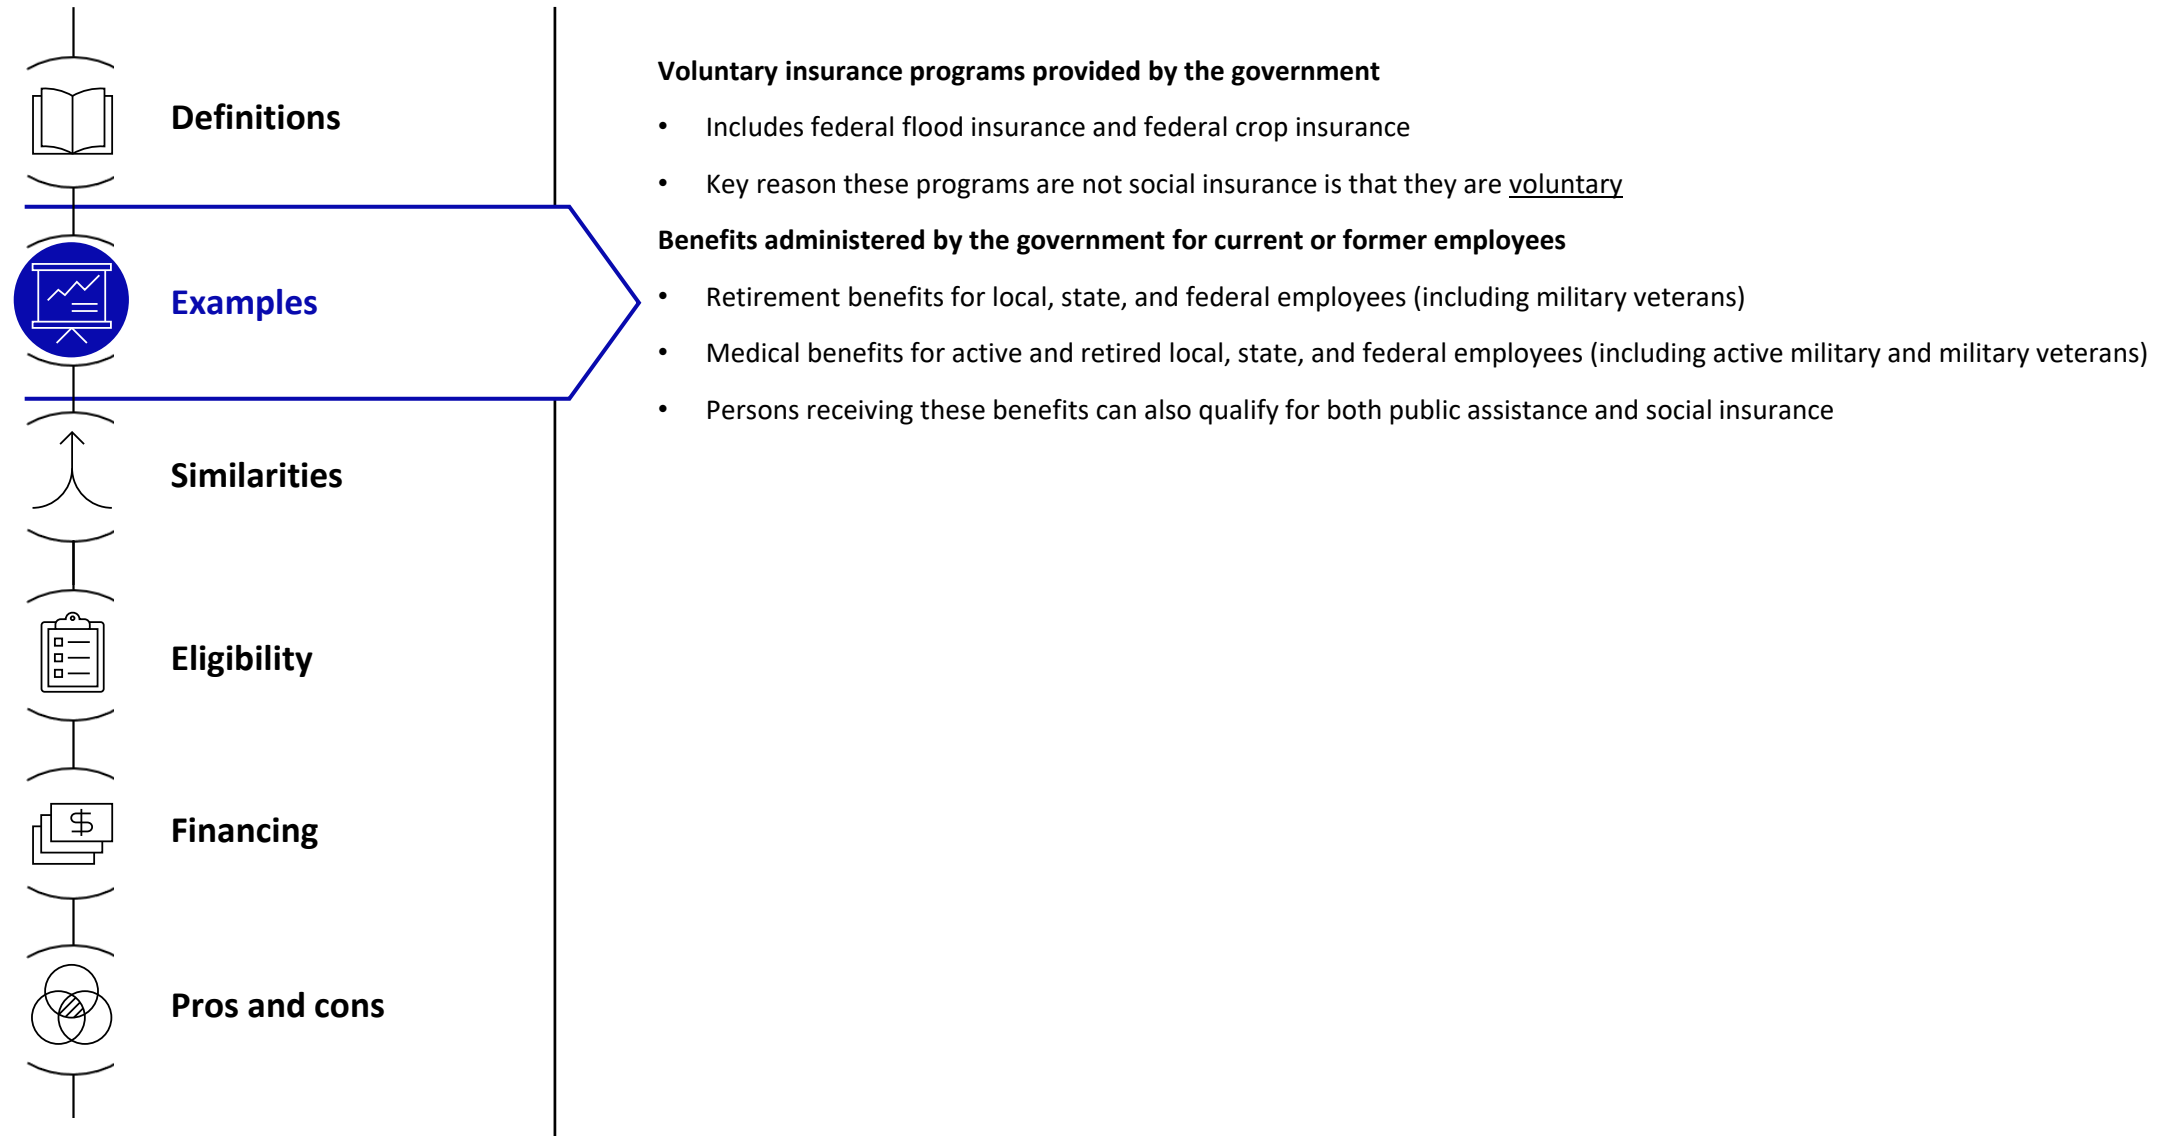 Definitions
Examples
Similarities
Eligibility
Financing
$
Pros and cons
Voluntary insurance programs provided by the government
• Includes federal flood insurance and federal crop insurance
• Key reason these programs are not social insurance is that they are voluntary
Benefits administered by the government for current or former employees
• Retirement benefits for local, state, and federal employees (including military veterans)
• Medical benefits for active and retired local, state, and federal employees (including active military and military veterans)
• Persons receiving these benefits can also qualify for both public assistance and social insurance